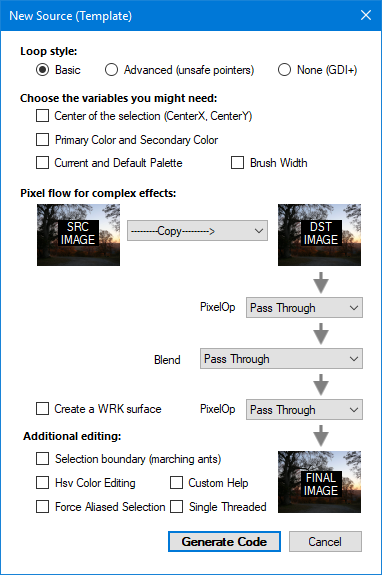 New Source (Template)
Loop style:
Basic
Advanced (unsafe pointers)
None (GDI+)
Choose the variables you might need:
Center of the selection (CenterX, CenterY)
Primary Color and Secondary Color
Current and Default Palette
Brush Width
Pixel flow for complex effects:
SRC
IMAGE
---------Copy--------->
DST
IMAGE
PixelOp
Pass Through
Blend
Pass Through
Create a WRK surface
PixelOp
Pass Through
Additional editing:
Selection boundary (marching ants)
FINAL
IMAGE
Hsv Color Editing
Custom Help
Force Aliased Selection
Single Threaded
Generate Code
Cancel